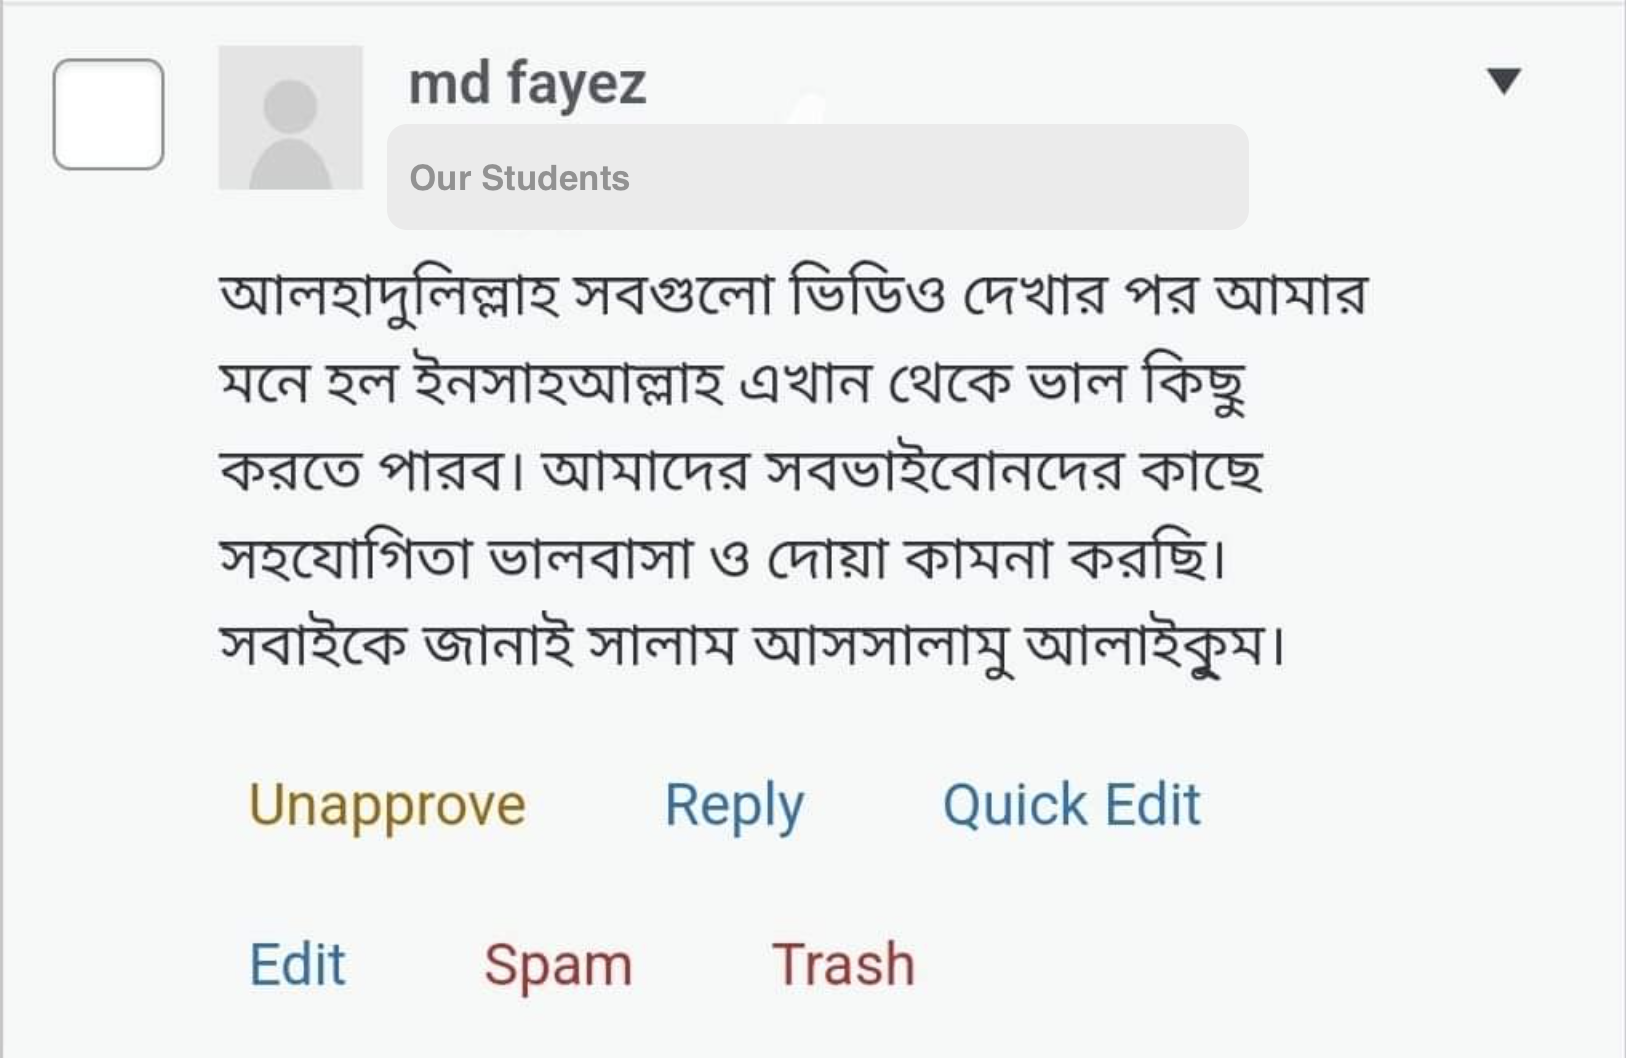 md fayez
Our Students
আলহাদুলিল্লাহ সবগুলো ভিডিও দেখার পর আমার
মনে হল ইনসাহআল্লাহ এখান থেকে ভাল কিছু
করতে পারব। আমাদের সবভাইবোনদের কাছে
সহযোগিতা ভালবাসা ও দোয়া কামনা করছি।
সবাইকে জানাই সালাম আসসালামু আলাইকুুম।
Unapprove Reply Quick Edit
Edit Spam Trash